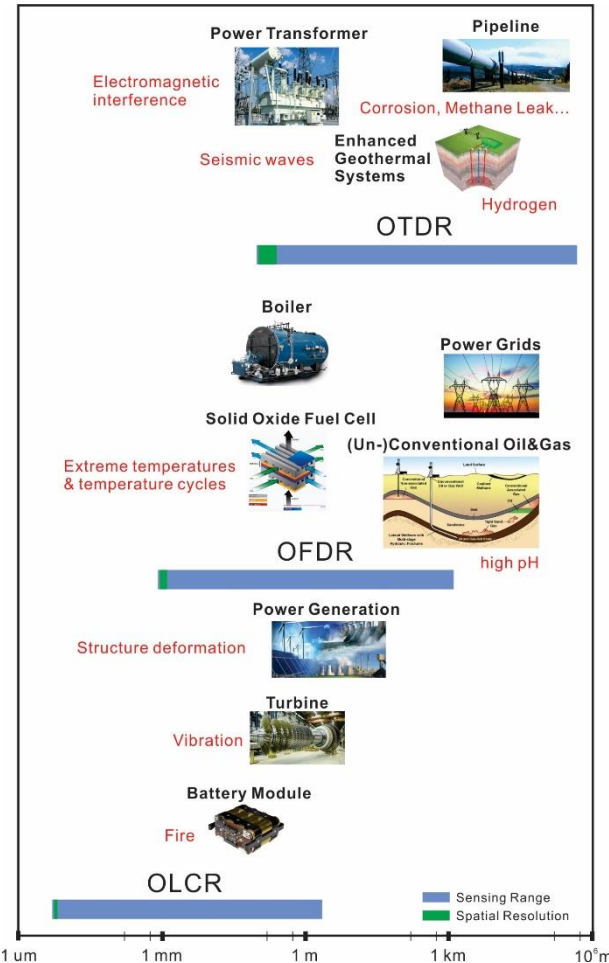 Power Transformer
Pipeline
Electromagnetic
interference
Corrosion, Methane Leak...
Seismic waves
Enhanced
Geothermal
Systems
Hydrogen
OTDR
Boiler
Power Grids
Solid Oxide Fuel Cell
(Un-)Conventional Oil&Gas
Extreme temperatures
& temperature cycles
Land Surface
high pH
OFDR
Power Generation
Structure deformation
Turbine
Vibration
Battery Module
Fire
OLCR
Sensing Range
Spatial Resolution
1 um
1 mm
1 m
1 km
10⁶m